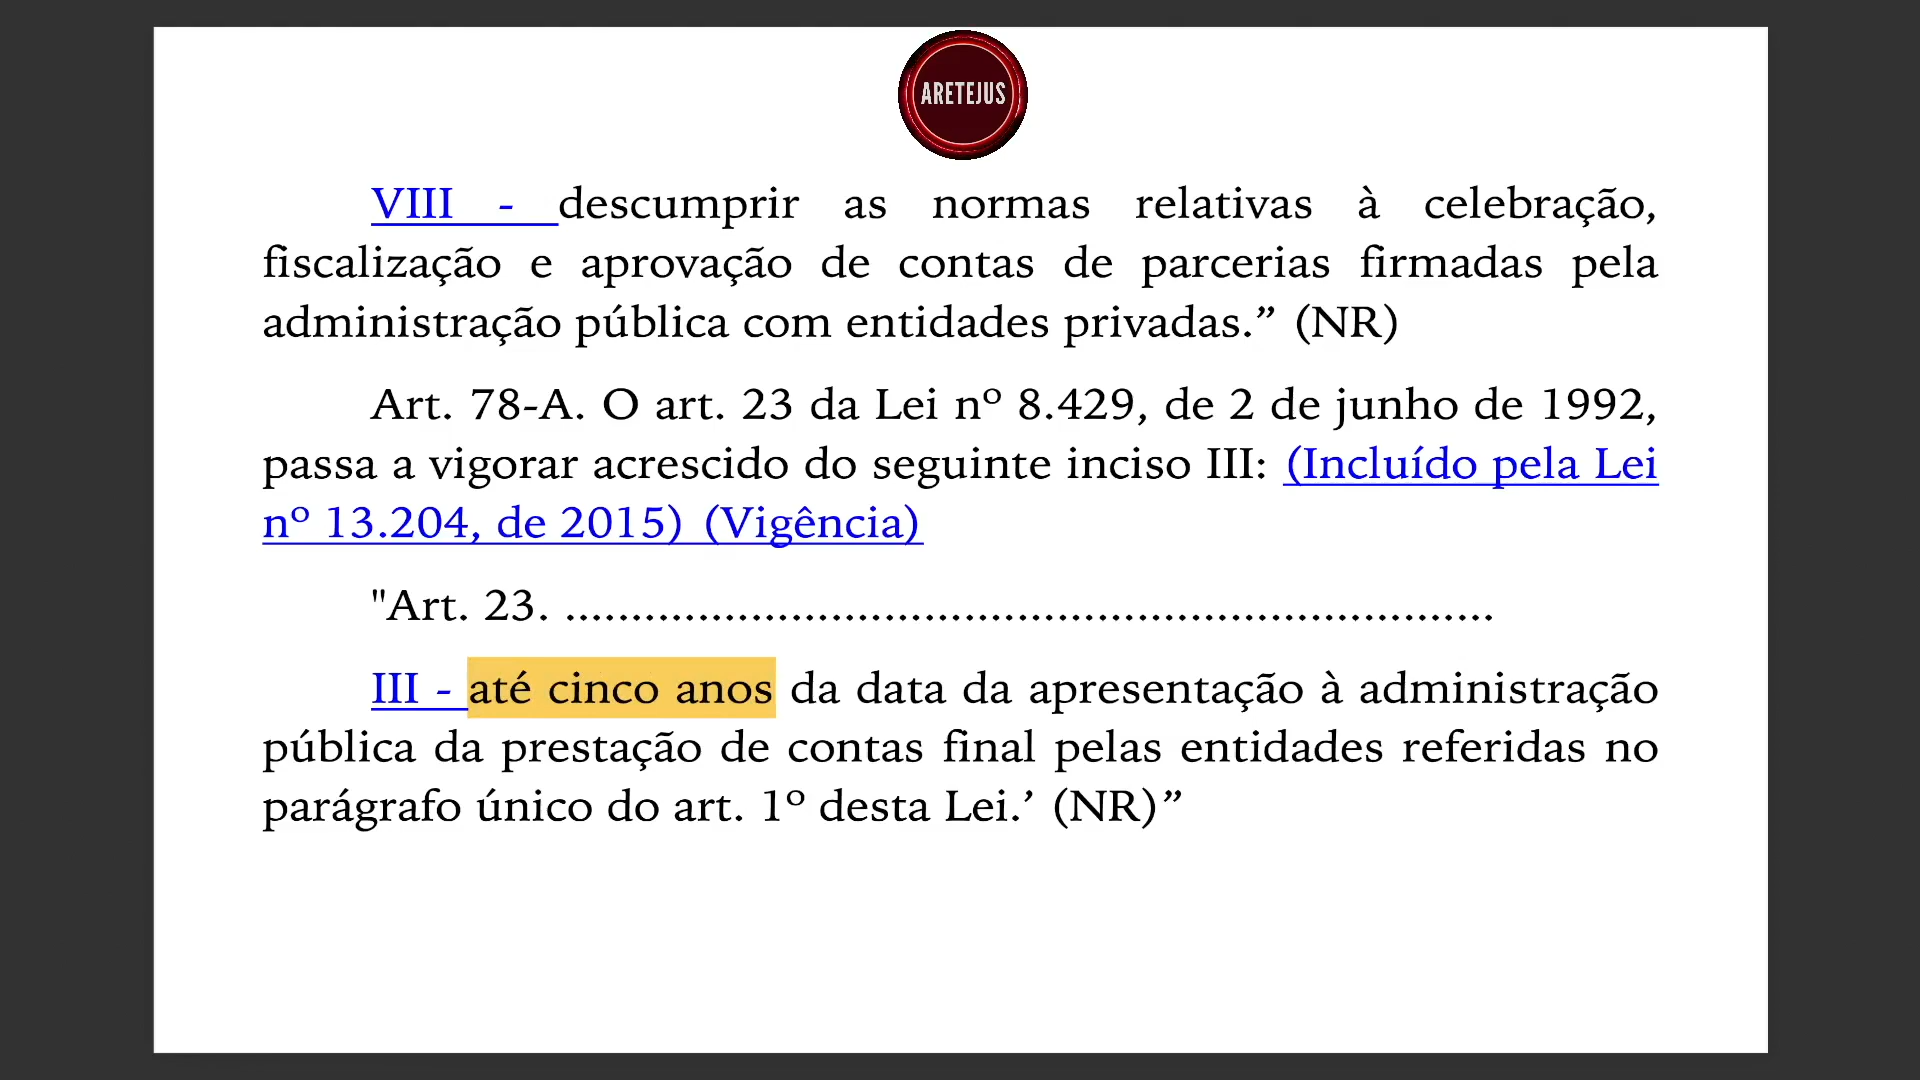 ARETEJUS
VIII - descumprir as normas relativas à celebração,
fiscalização e aprovação de contas de parcerias firmadas pela
administração pública com entidades privadas.” (NR)
Art. 78-A. O art. 23 da Lei nº 8.429, de 2 de junho de 1992,
passa a vigorar acrescido do seguinte inciso III: (Incluído pela Lei
nº 13.204, de 2015) (Vigência)
"Art. 23. ......................................................................
III - até cinco anos da data da apresentação à administração
pública da prestação de contas final pelas entidades referidas no
parágrafo único do art. 1º desta Lei.’ (NR)”